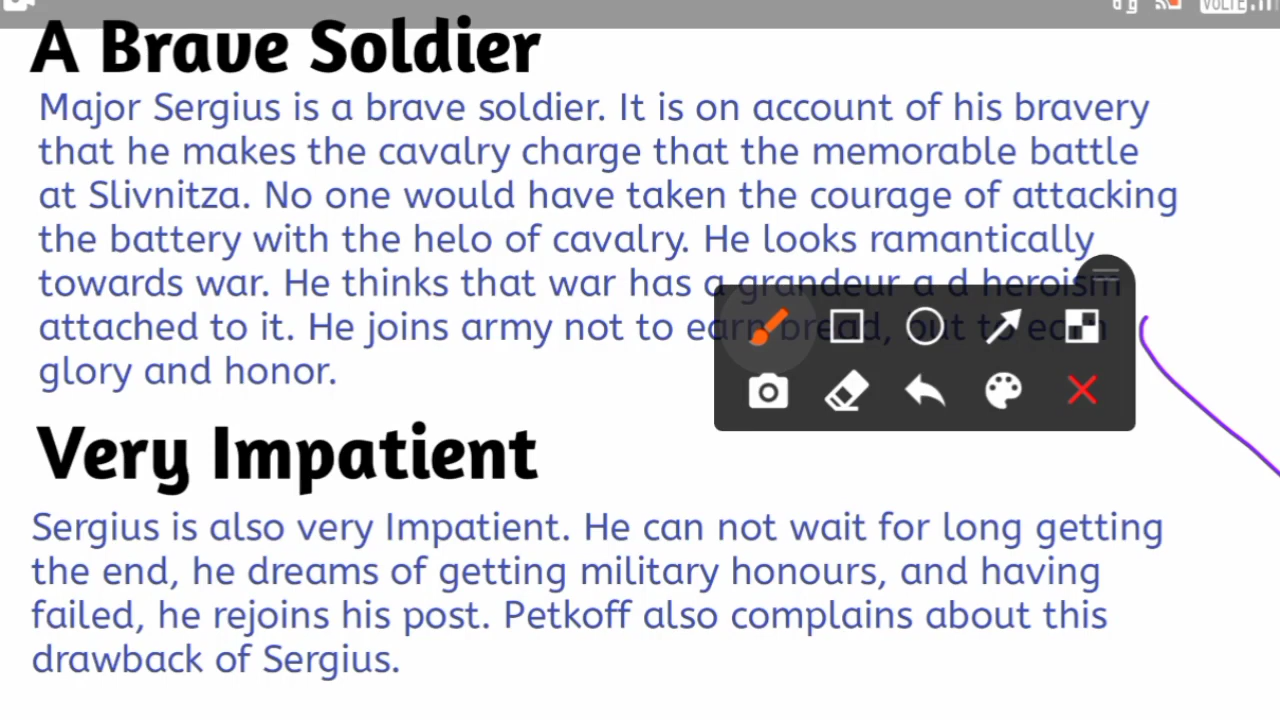 VOLTE
A Brave Soldier
Major Sergius is a brave soldier. It is on account of his bravery
that he makes the cavalry charge that the memorable battle
at Slivnitza. No one would have taken the courage of attacking
the battery with the helo of cavalry. He looks ramantically
towards war. He thinks that war has a grandeur a d heroism
attached to it. He joins army not to earn bread, but to earn
glory and honor.
Very Impatient
Sergius is also very Impatient. He can not wait for long getting
the end, he dreams of getting military honours, and having
failed, he rejoins his post. Petkoff also complains about this
drawback of Sergius.